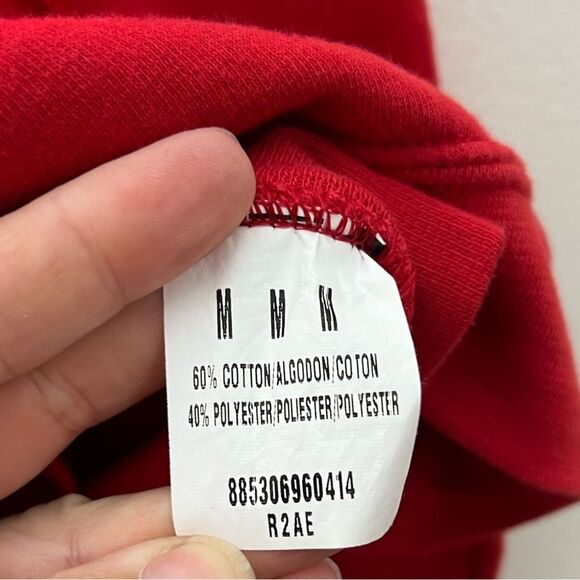 M M M
60% COTTON/ALGODON/COTON
40% POLYESTER/POLIESTER/POLYESTER
885306960414
R2AE